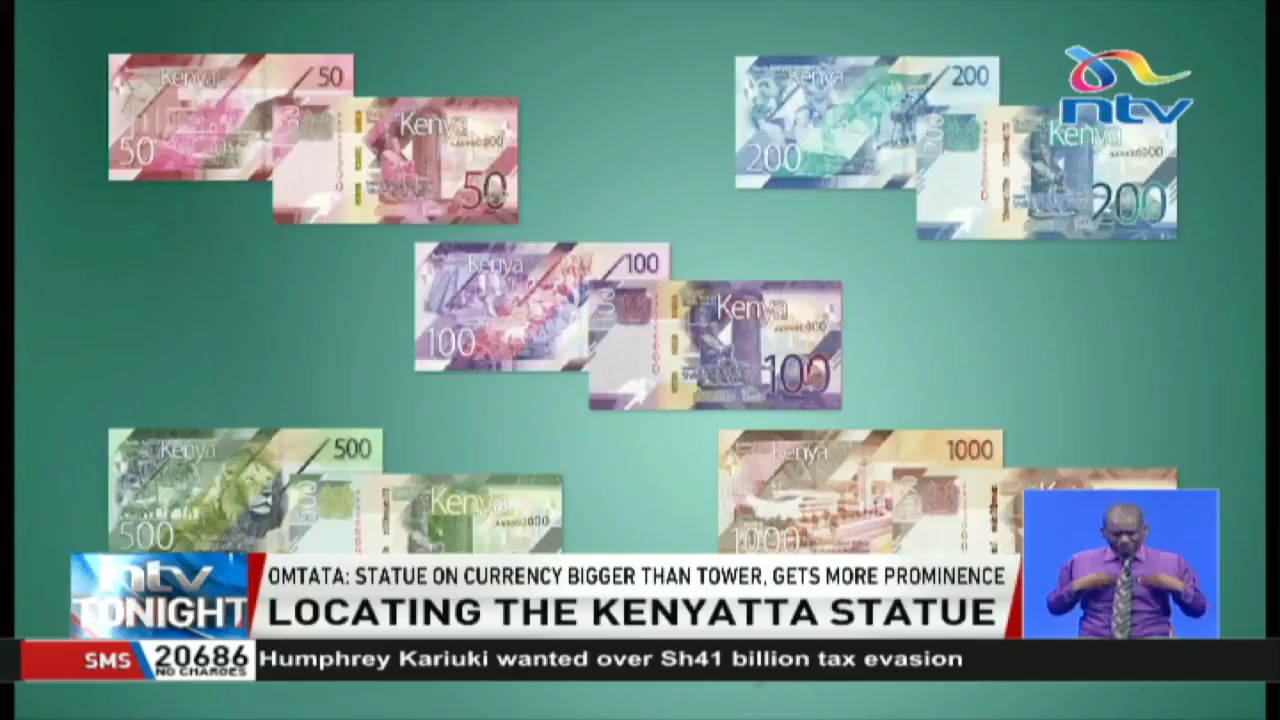 Kenya
50
50
Kenya
50
Kenya
200
200
ntv
Kenya
200
Kenya
100
100
Kenya
100
Kenya
500
500
Kenya
Kenya
1000
1000
ntv
TONIGHT
OMTATA: STATUE ON CURRENCY BIGGER THAN TOWER, GETS MORE PROMINENCE
LOCATING THE KENYATTA STATUE
SMS
20686
NO CHARGES
Humphrey Kariuki wanted over Sh41 billion tax evasion